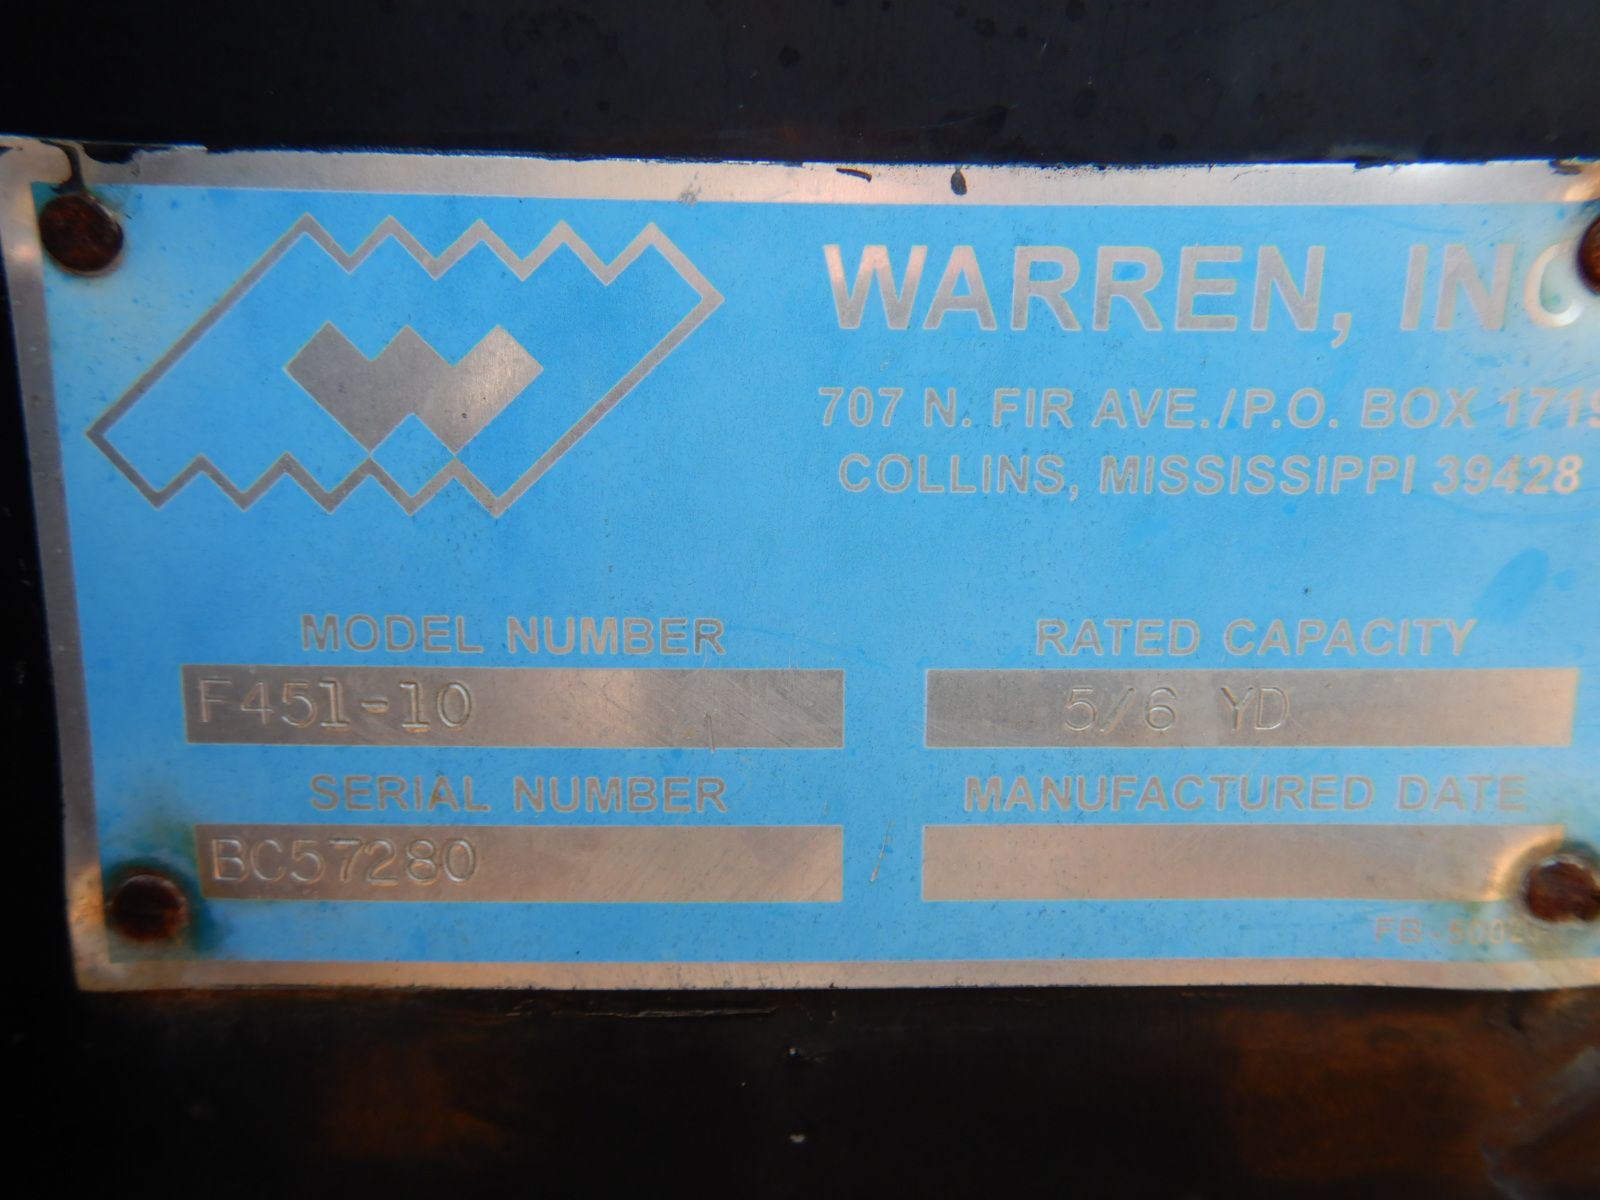 WARREN, INC
707 N. FIR AVE./P.O. BOX 1719
COLLINS, MISSISSIPPI 39428
MODEL NUMBER
F451-10
RATED CAPACITY
5/6 YD
SERIAL NUMBER
BC57280
MANUFACTURED DATE